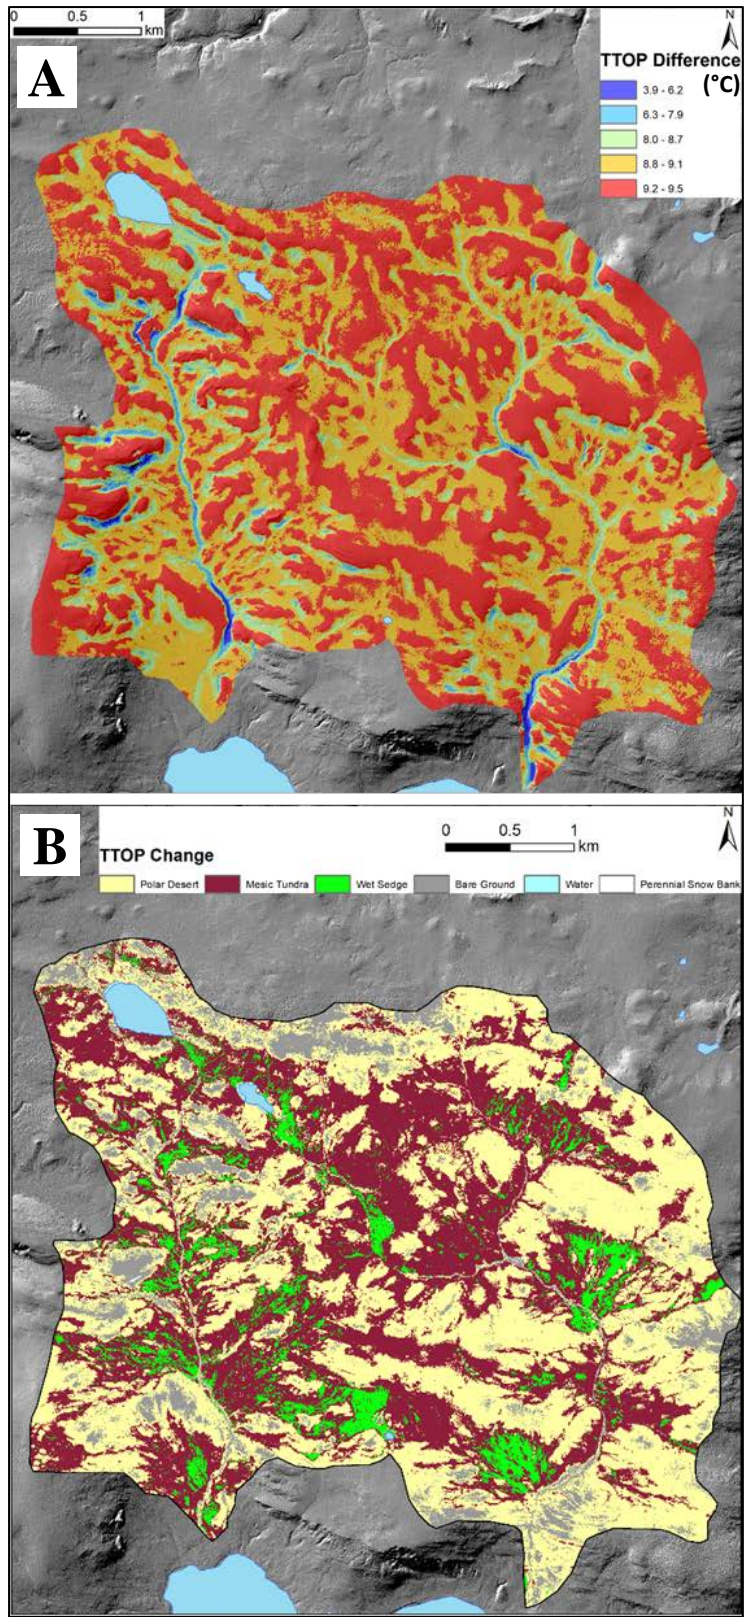 0 0.5 1
km
N
A
TTOP Difference
(°C)
3.9 - 6.2
6.3 - 7.9
8.0 - 8.7
8.8 - 9.1
9.2 - 9.5
B
0 0.5 1
km
N
TTOP Change
Polar Desert Mesic Tundra Wet Sedge Bare Ground Water Perennial Snow Bank